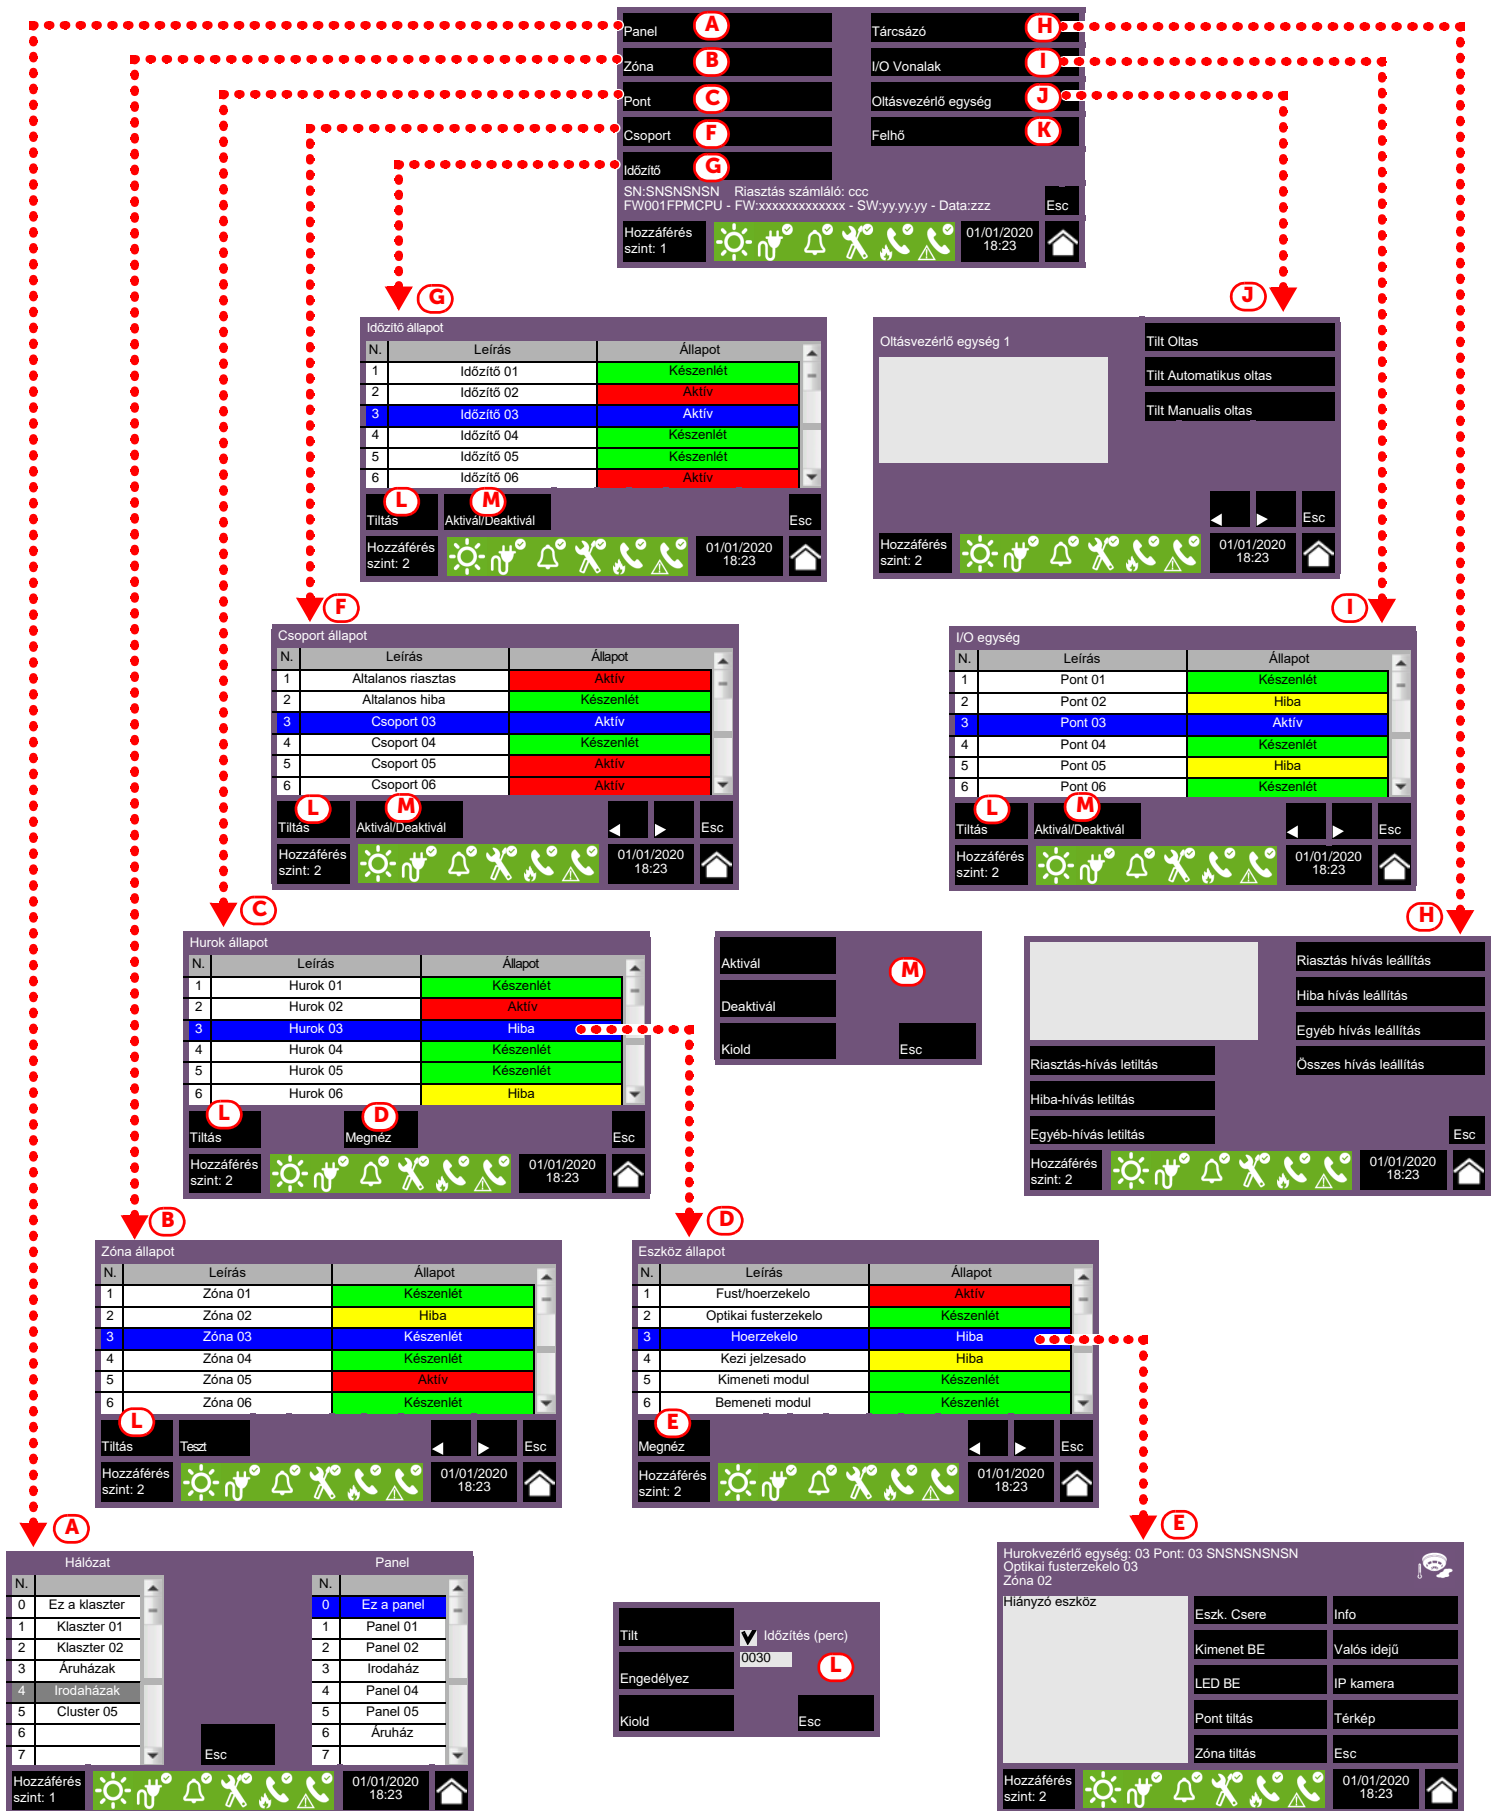 Panel A Tárcsázó H
Zóna B I/O Vonalak I
Pont C Oltásvezérlő egység J
Csoport F Felhő K
Időzítő G
SN:SNSNSNSN Riasztás számláló: ccc
FW001FPMCPU - FW:xxxxxxxxxxxxx - SW:yy.yy.yy - Data:zzz
Esc
Hozzáférés szint: 1
01/01/2020
18:23
G
Időzítő állapot
N. Leírás Állapot
1 Időzítő 01 Készenlét
2 Időzítő 02 Aktív
3 Időzítő 03 Aktív
4 Időzítő 04 Készenlét
5 Időzítő 05 Készenlét
6 Időzítő 06 Aktív
L M
Tiltás Aktivál/Deaktivál Esc
Hozzáférés szint: 2
01/01/2020
18:23
J
Oltásvezérlő egység 1
Tilt Oltas
Tilt Automatikus oltas
Tilt Manualis oltas
Esc
Hozzáférés szint: 2
01/01/2020
18:23
F
Csoport állapot
N. Leírás Állapot
1 Altalanos riasztas Aktív
2 Altalanos hiba Készenlét
3 Csoport 03 Aktív
4 Csoport 04 Készenlét
5 Csoport 05 Aktív
6 Csoport 06 Aktív
L M
Tiltás Aktivál/Deaktivál Esc
Hozzáférés szint: 2
01/01/2020
18:23
I
I/O egység
N. Leírás Állapot
1 Pont 01 Készenlét
2 Pont 02 Hiba
3 Pont 03 Aktív
4 Pont 04 Készenlét
5 Pont 05 Hiba
6 Pont 06 Készenlét
L M
Tiltás Aktivál/Deaktivál Esc
Hozzáférés szint: 2
01/01/2020
18:23
C
Hurok állapot
N. Leírás Állapot
1 Hurok 01 Készenlét
2 Hurok 02 Aktív
3 Hurok 03 Hiba
4 Hurok 04 Készenlét
5 Hurok 05 Készenlét
6 Hurok 06 Hiba
L D
Tiltás Megnéz Esc
Hozzáférés szint: 2
01/01/2020
18:23
Aktivál M
Deaktivál
Kiold Esc
H
Riasztás hívás leállítás
Hiba hívás leállítás
Egyéb hívás leállítás
Riasztás-hívás letiltás Összes hívás leállítás
Hiba-hívás letiltás
Egyéb-hívás letiltás Esc
Hozzáférés szint: 2
01/01/2020
18:23
B
Zóna állapot
N. Leírás Állapot
1 Zóna 01 Készenlét
2 Zóna 02 Hiba
3 Zóna 03 Készenlét
4 Zóna 04 Készenlét
5 Zóna 05 Aktív
6 Zóna 06 Készenlét
L
Tiltás Teszt Esc
Hozzáférés szint: 2
01/01/2020
18:23
D
Eszköz állapot
N. Leírás Állapot
1 Fust/hoerzekelo Aktív
2 Optikai fusterzekelo Készenlét
3 Hoerzekelo Hiba
4 Kezi jelzesado Hiba
5 Kimeneti modul Készenlét
6 Bemeneti modul Készenlét
E
Megnéz Esc
Hozzáférés szint: 2
01/01/2020
18:23
A
Hálózat Panel
N. N.
0 Ez a klaszter 0 Ez a panel
1 Klaszter 01 1 Panel 01
2 Klaszter 02 2 Panel 02
3 Áruházak 3 Irodaház
4 Irodaházak 4 Panel 04
5 Cluster 05 5 Panel 05
6 6 Áruház
7 Esc 7
Hozzáférés szint: 1
01/01/2020
18:23
Tilt Időzítés (perc)
0030 L
Engedélyez
Kiold Esc
E
Hurokvezérlő egység: 03 Pont: 03 SNSNSNSNSN
Optikai fusterzekelo 03
Zóna 02
Hiányzó eszköz
Eszk. Csere Info
Kimenet BE Valós idejű
LED BE IP kamera
Pont tiltás Térkép
Zóna tiltás Esc
Hozzáférés szint: 2
01/01/2020
18:23